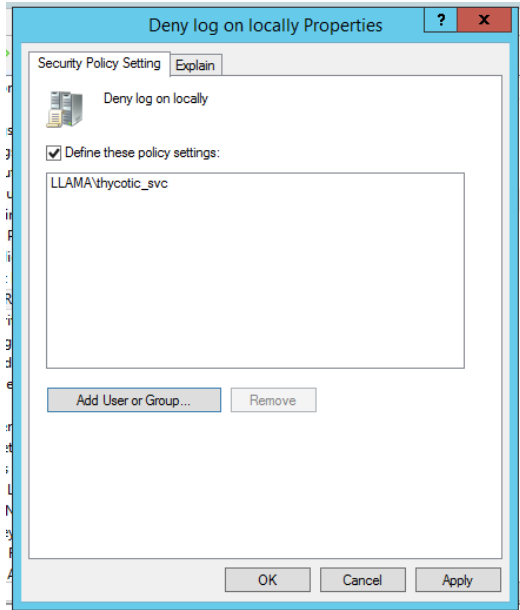 Deny log on locally Properties
? x
Security Policy Setting Explain
Deny log on locally
Define these policy settings:
LLAMA\thycotic_svc
Add User or Group... Remove
OK Cancel Apply